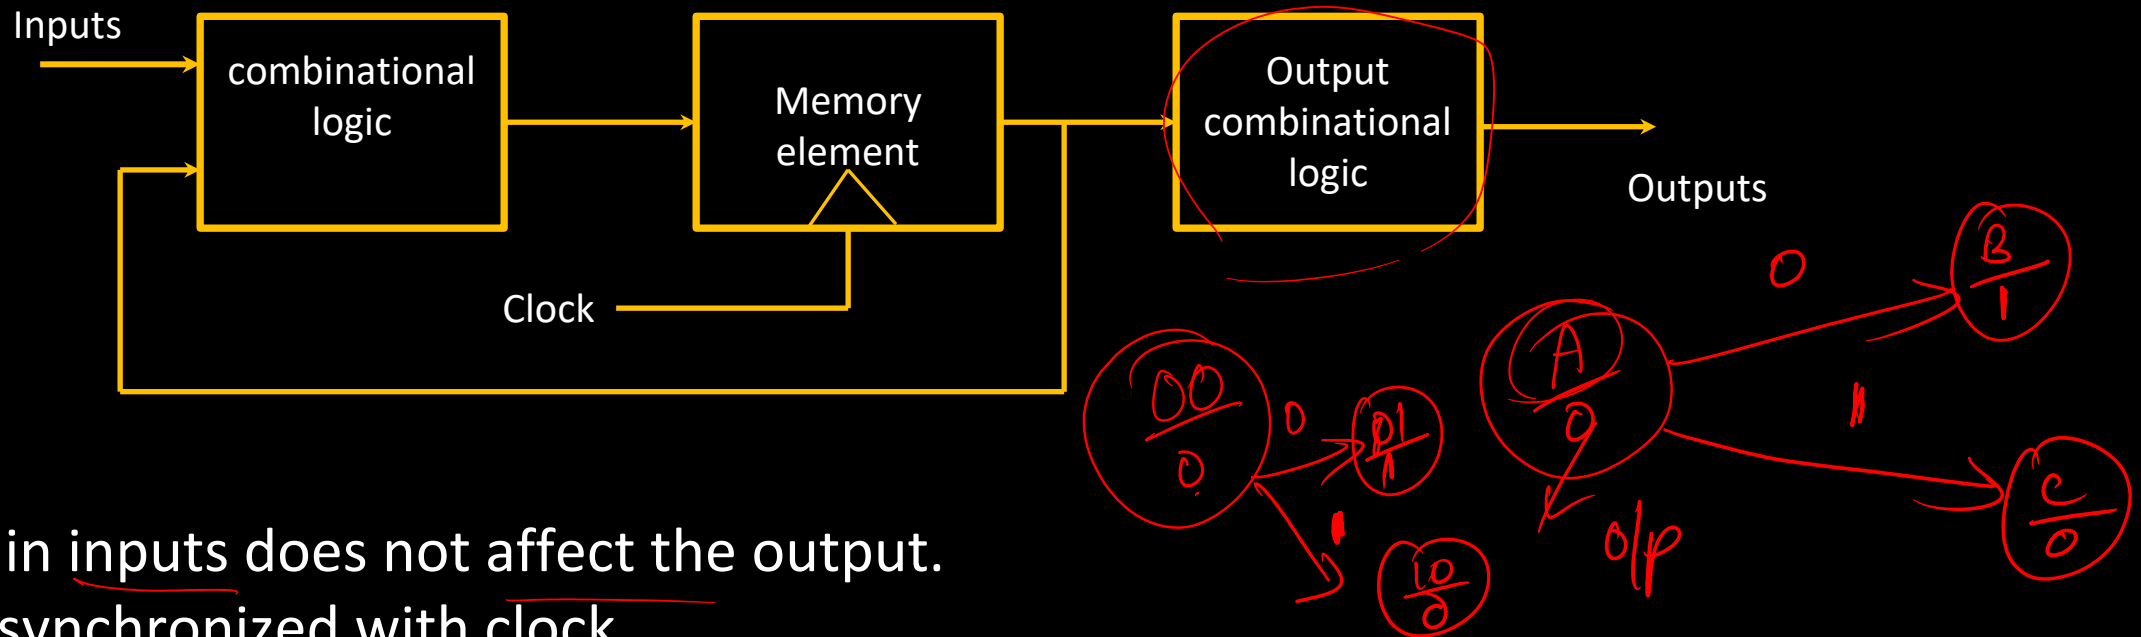 Inputs
combinational
logic
Memory
element
Output
combinational
logic
Outputs
Clock
0
B
1
A
0
1
C
0
o/p
00
0
0
01
1
1
10
0
in inputs does not affect the output.
synchronized with clock